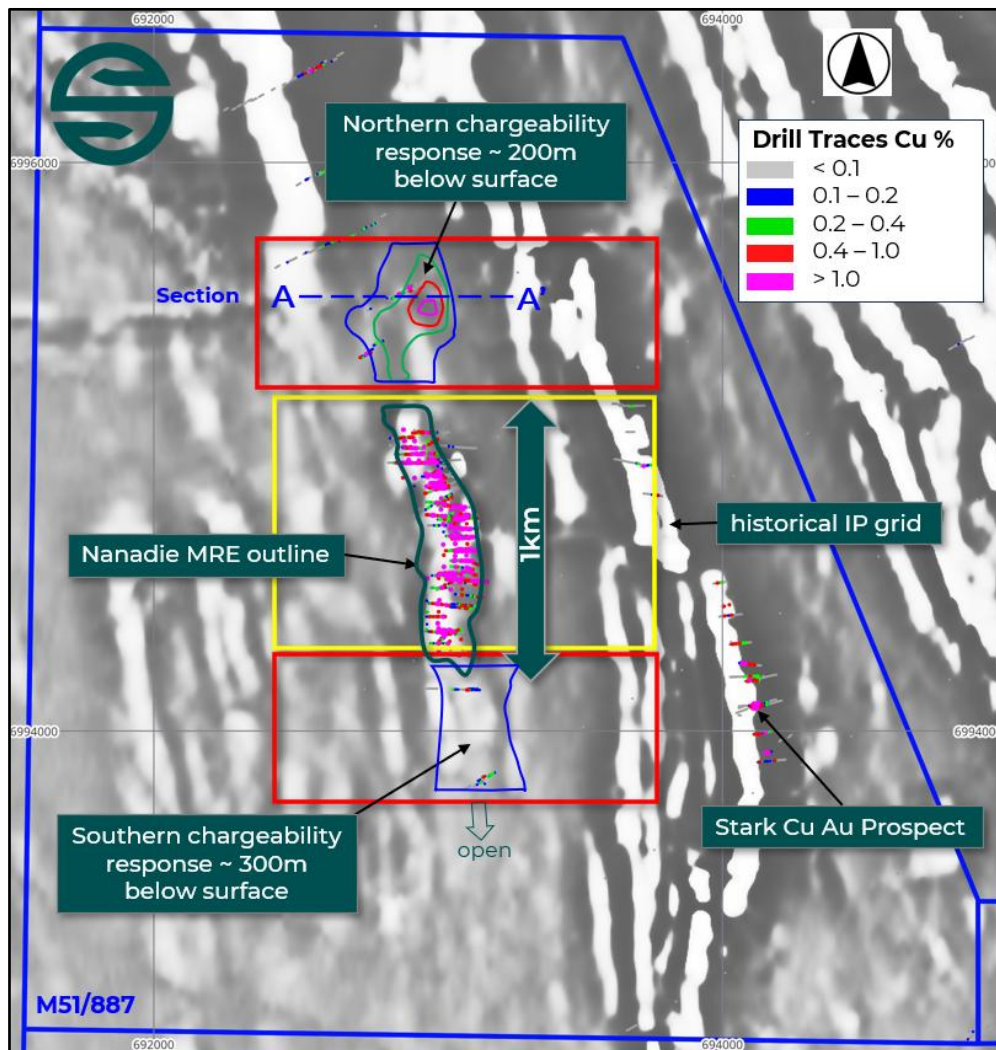 692000
694000
Northern chargeability
response ~ 200m
below surface
Drill Traces Cu %
< 0.1
0.1 – 0.2
0.2 – 0.4
0.4 – 1.0
> 1.0
6996000
Section
A
A'
1km
historical IP grid
Nanadie MRE outline
6994000
Stark Cu Au Prospect
Southern chargeability
response ~ 300m
below surface
open
M51/887
692000
694000